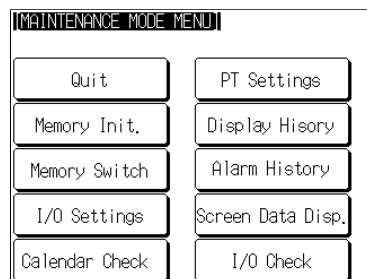 [MAINTENANCE MODE MENU]
Quit
PT Settings
Memory Init.
Display Hisory
Memory Switch
Alarm History
I/O Settings
Screen Data Disp.
Calendar Check
I/O Check